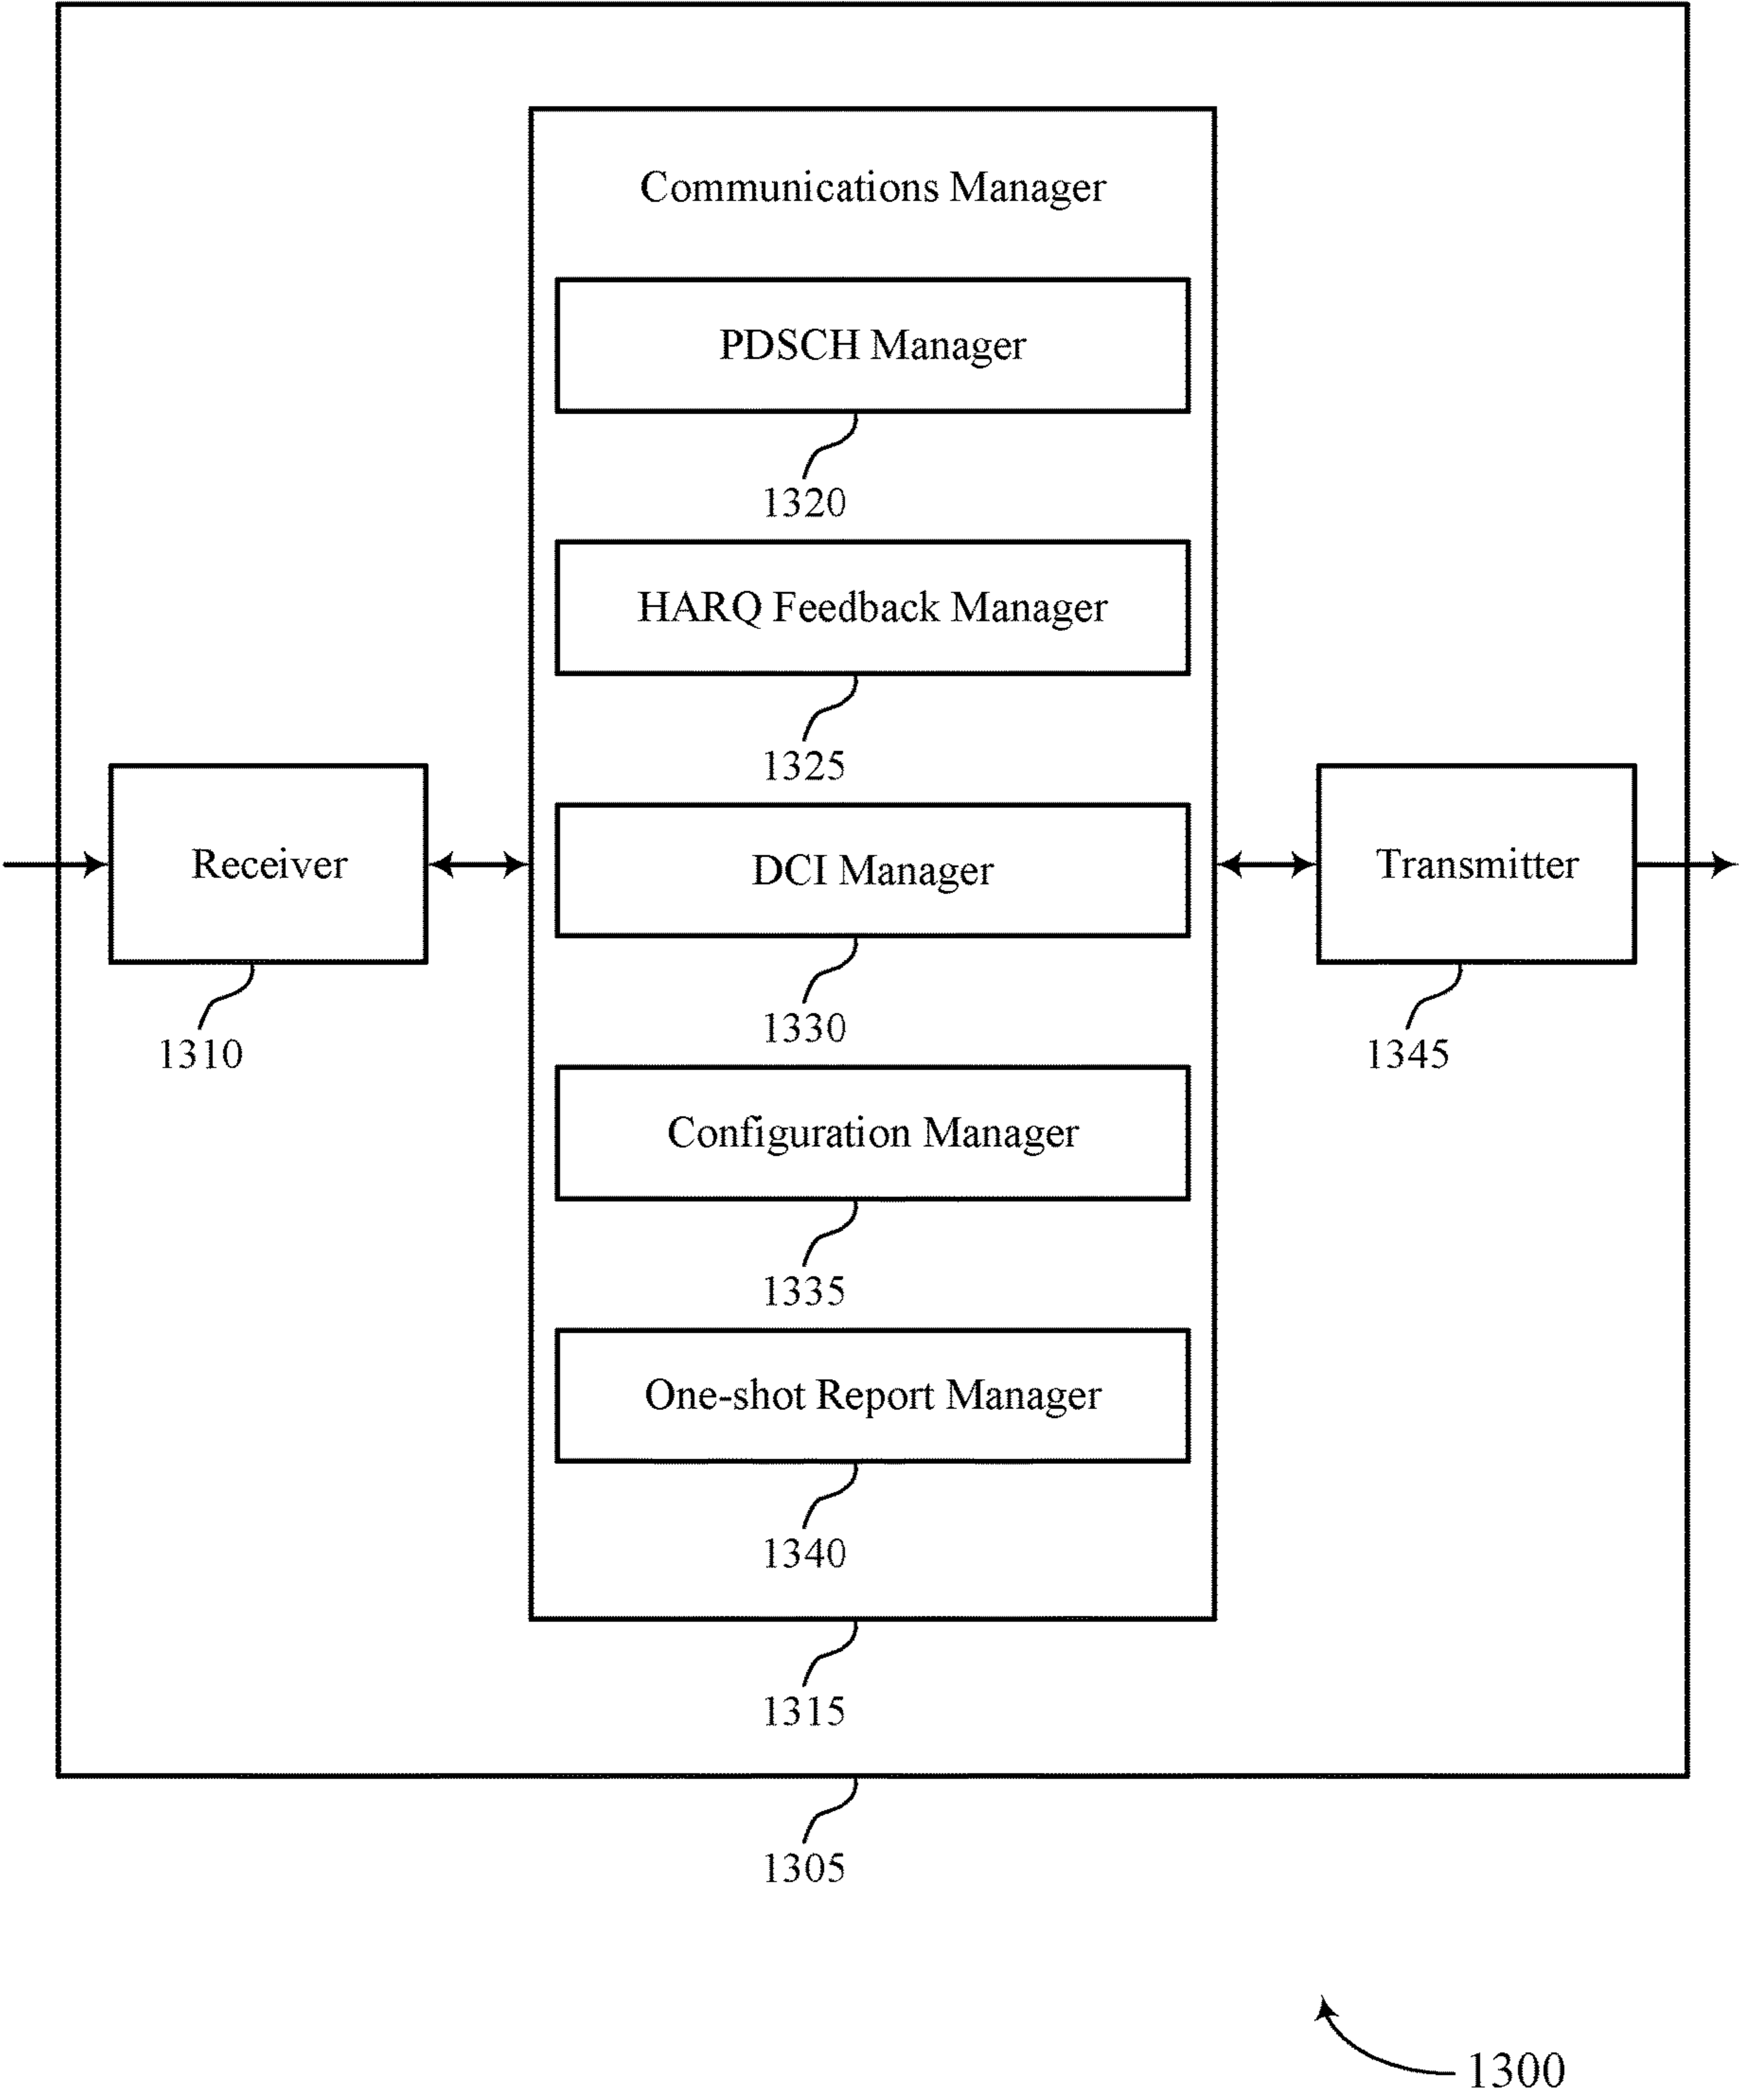 Communications Manager
PDSCH Manager
1320
HARQ Feedback Manager
1325
Receiver
1310
DCI Manager
1330
Transmitter
1345
Configuration Manager
1335
One-shot Report Manager
1340
1315
1305
1300